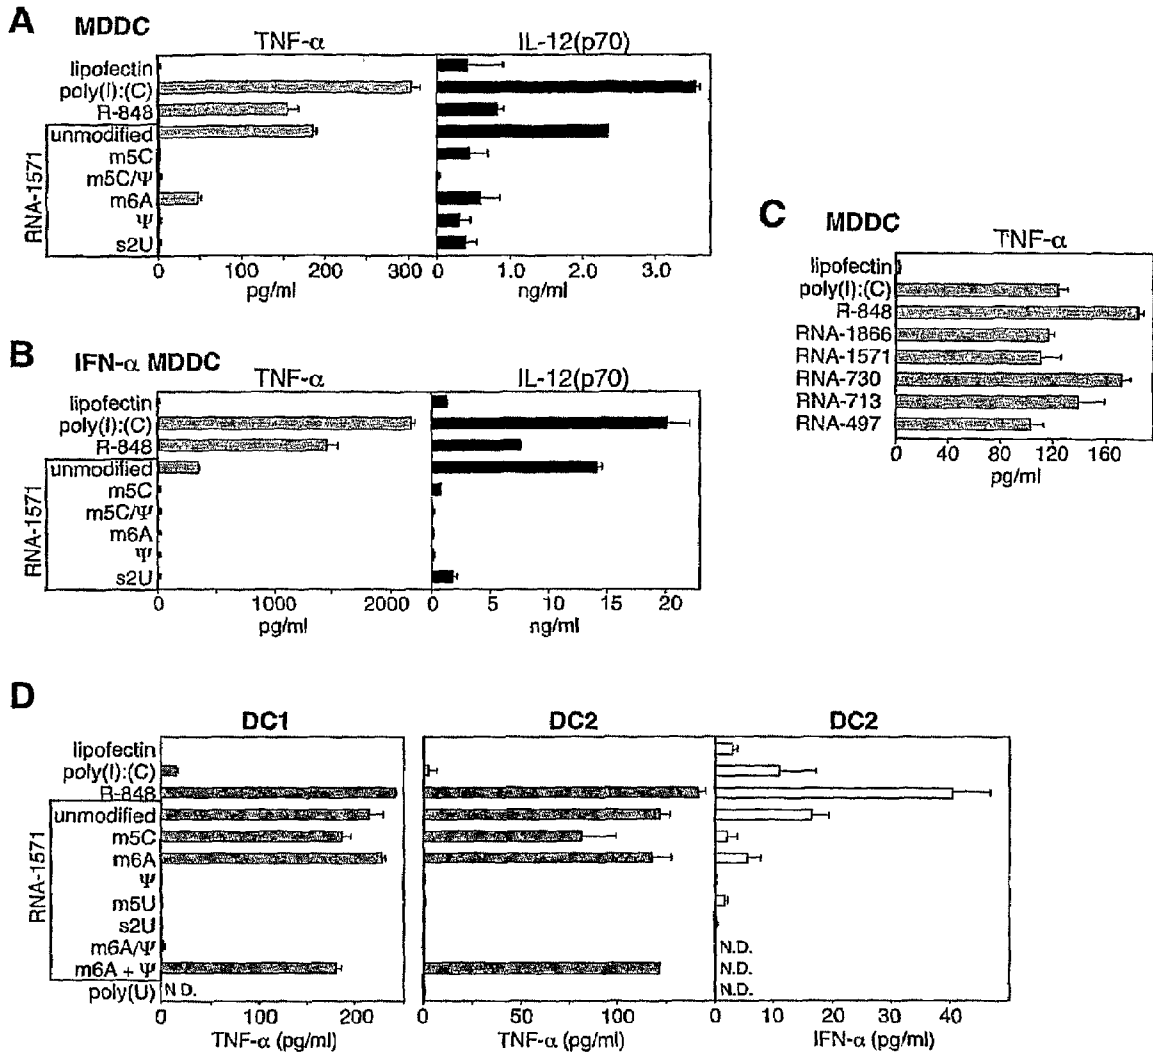 A MDDC
TNF-α IL-12(p70)
lipofectin
poly(I):(C)
R-848
RNA-1571
unmodified
m5C
m5C/Ψ
m6A
Ψ
s2U
0 100 200 300 0 1.0 2.0 3.0
pg/ml ng/ml
B IFN-α MDDC
TNF-α IL-12(p70)
lipofectin
poly(I):(C)
R-848
RNA-1571
unmodified
m5C
m5C/Ψ
m6A
Ψ
s2U
0 1000 2000 0 5 10 15 20
pg/ml ng/ml
C MDDC
TNF-α
lipofectin
poly(I):(C)
R-848
RNA-1866
RNA-1571
RNA-730
RNA-713
RNA-497
0 40 80 120 160
pg/ml
D
DC1 DC2 DC2
lipofectin
poly(I):(C)
R-848
RNA-1571
unmodified
m5C
m6A
Ψ
m5U
s2U
m6A/Ψ N.D.
m6A + Ψ N.D.
poly(U) N.D. N.D.
0 100 200 0 50 100 0 10 20 30 40
TNF-α (pg/ml) TNF-α (pg/ml) IFN-α (pg/ml)